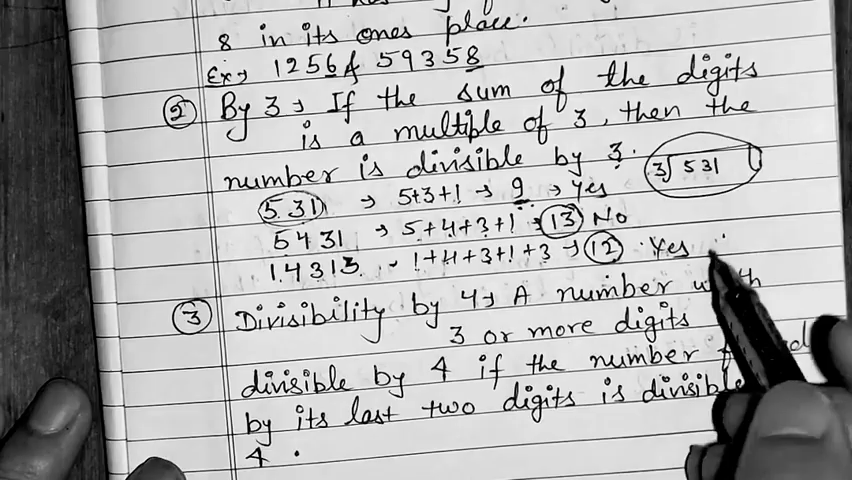 8 in its ones place.
Ex→ 1256 & 59358
② By 3→ If the sum of the digits
is a multiple of 3, then the
number is divisible by 3.
3)531
531 → 5+3+1 → 9 → Yes
5431 → 5+4+3+1 → 13 No
14313 - 1+4+3+1+3 → 12 Yes
③ Divisibility by 4→ A number
3 or more digits
divisible by 4 if the number
by its last two digits is divisible
4.